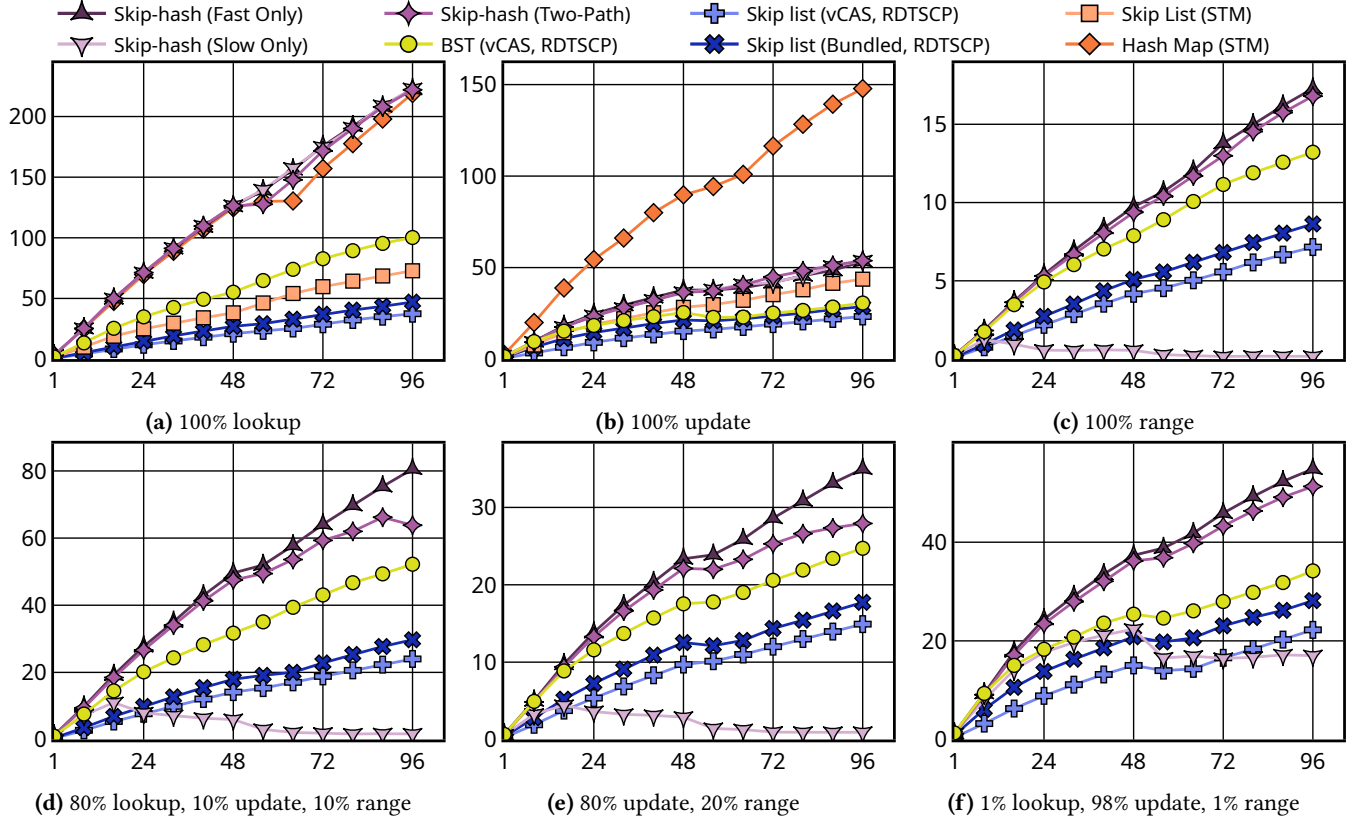 Skip-hash (Fast Only) Skip-hash (Two-Path) Skip list (vCAS, RDTSCP) Skip List (STM)
Skip-hash (Slow Only) BST (vCAS, RDTSCP) Skip list (Bundled, RDTSCP) Hash Map (STM)
200
150
100
50
0
1 24 48 72 96
(a) 100% lookup
150
100
50
0
1 24 48 72 96
(b) 100% update
15
10
5
0
1 24 48 72 96
(c) 100% range
80
60
40
20
0
1 24 48 72 96
(d) 80% lookup, 10% update, 10% range
30
20
10
0
1 24 48 72 96
(e) 80% update, 20% range
40
20
0
1 24 48 72 96
(f) 1% lookup, 98% update, 1% range